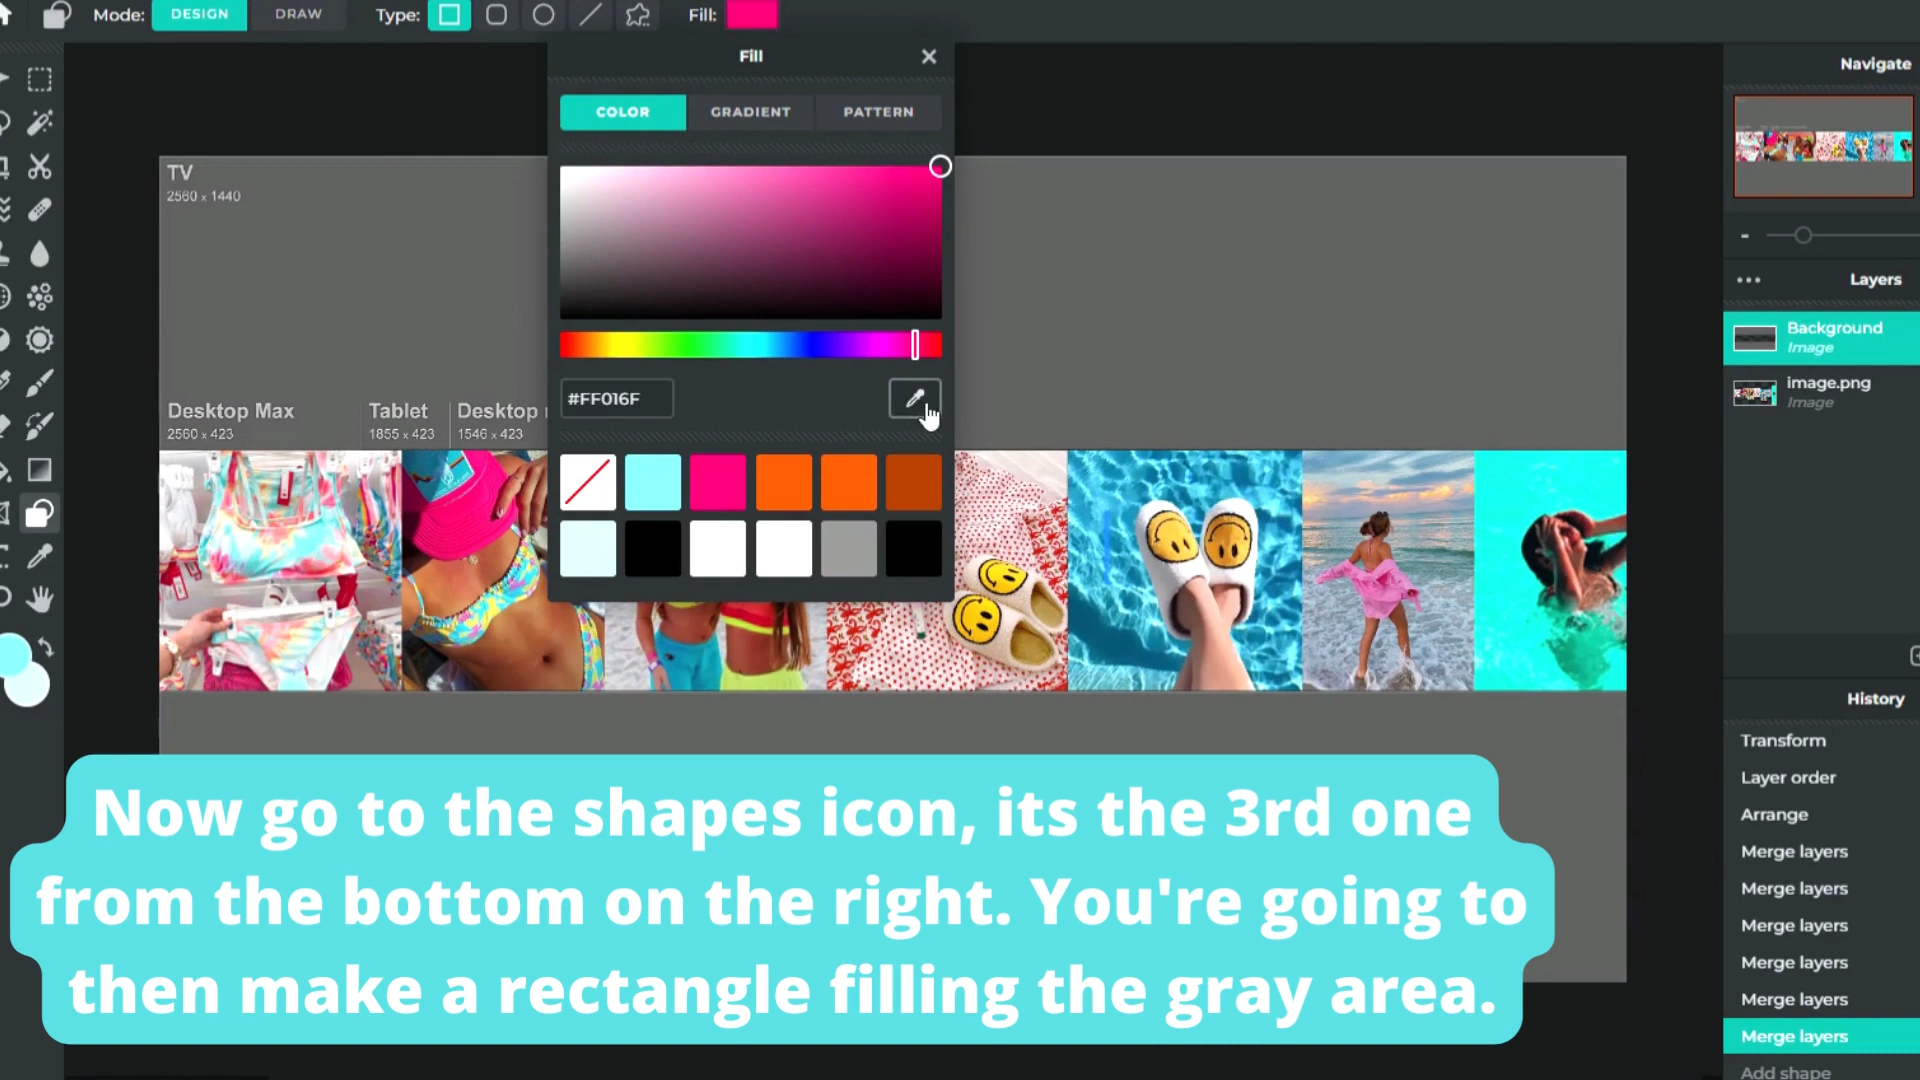 Mode: DESIGN DRAW Type: Fill:
Fill
COLOR GRADIENT PATTERN
#FF016F
TV
2560 x 1440
Desktop Max Tablet Desktop
2560 x 423 1855 x 423 1546 x 423
Navigate
Layers
Background
Image
image.png
Image
History
Transform
Layer order
Arrange
Merge layers
Merge layers
Merge layers
Merge layers
Merge layers
Merge layers
Add shape
Now go to the shapes icon, its the 3rd one
from the bottom on the right. You're going to
then make a rectangle filling the gray area.